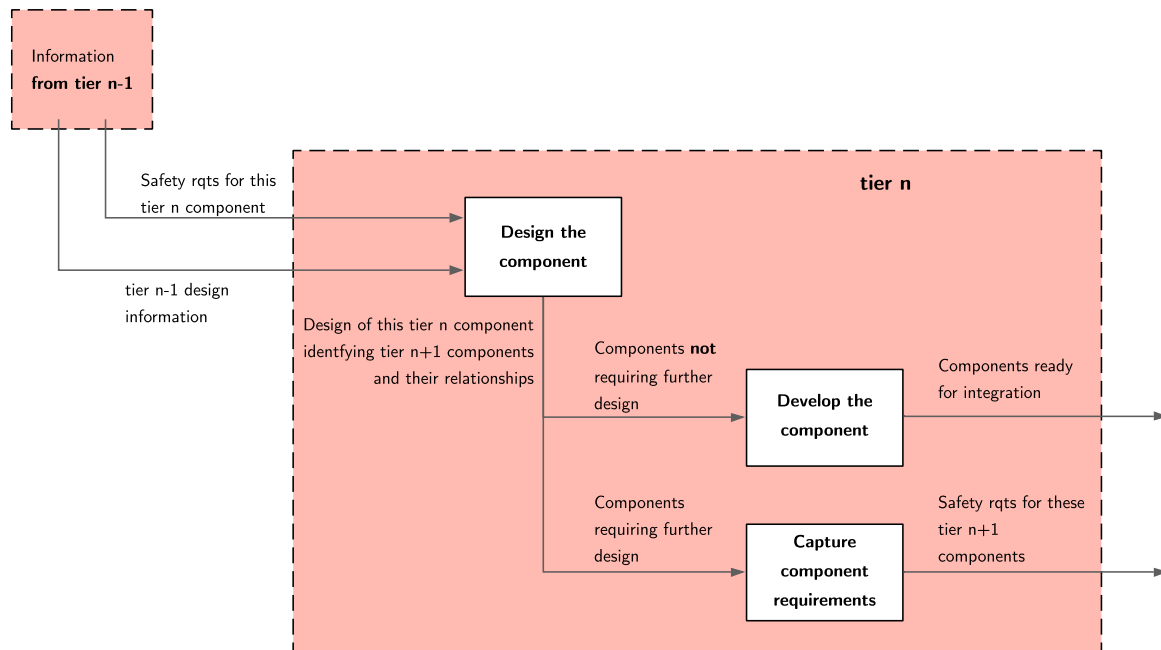 Information
from tier n-1
tier n
Safety rqts for this
tier n component
Design the
component
tier n-1 design
information
Design of this tier n component
identfying tier n+1 components
and their relationships
Components not
requiring further
design
Develop the
component
Components ready
for integration
Components
requiring further
design
Capture
component
requirements
Safety rqts for these
tier n+1
components